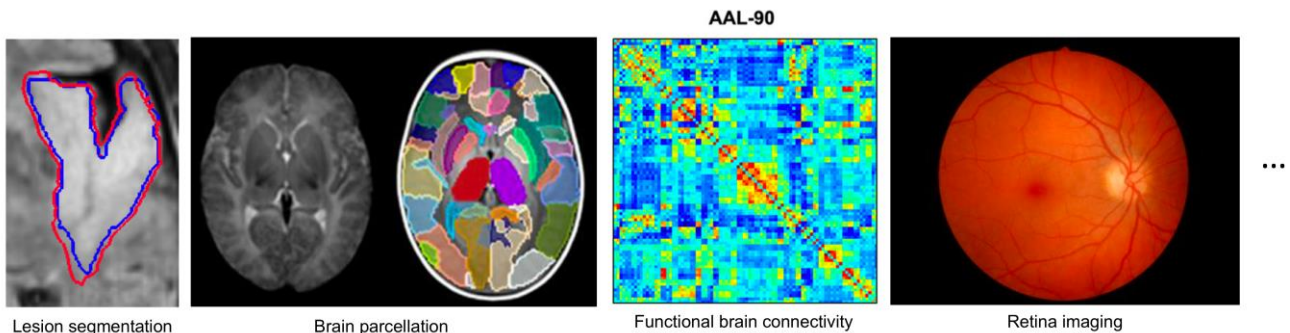 AAL-90
...
Lesion segmentation
Brain parcellation
Functional brain connectivity
Retina imaging